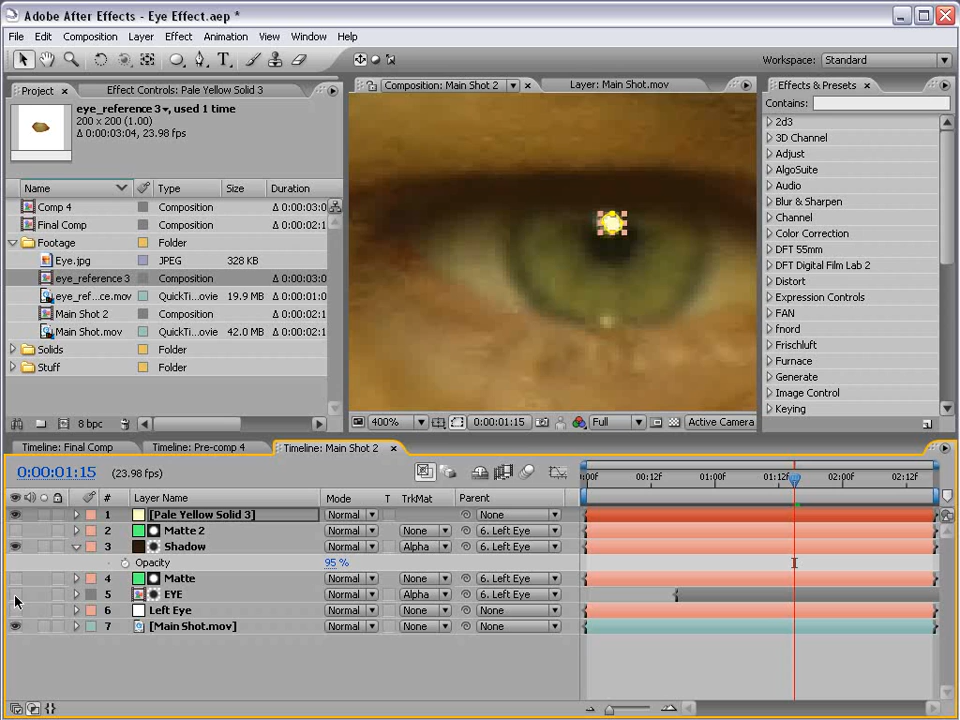 Adobe After Effects - Eye Effect.aep *
File Edit Composition Layer Effect Animation View Window Help
Workspace: Standard
Project × Effect Controls: Pale Yellow Solid 3
Composition: Main Shot 2 × Layer: Main Shot.mov
Effects & Presets ×
eye_reference 3, used 1 time
200 x 200 (1.00)
Δ 0:00:03:04, 23.98 fps
Contains:
Name Type Size Duration
Comp 4 Composition Δ 0:00:03:0
Final Comp Composition Δ 0:00:02:1
Footage Folder
Eye.jpg JPEG 328 KB
eye_reference 3 Composition Δ 0:00:03:0
eye_ref...ce.mov QuickTi...ovie 19.9 MB Δ 0:00:01:0
Main Shot 2 Composition Δ 0:00:02:1
Main Shot.mov QuickTi...ovie 42.0 MB Δ 0:00:02:1
Solids Folder
Stuff Folder
8 bpc
400% 0:00:01:15 Full Active Camera
2d3
3D Channel
Adjust
AlgoSuite
Audio
Blur & Sharpen
Channel
Color Correction
DFT 55mm
DFT Digital Film Lab 2
Distort
Expression Controls
FAN
fnord
Frischluft
Furnace
Generate
Image Control
Keying
Timeline: Final Comp Timeline: Pre-comp 4 Timeline: Main Shot 2 ×
0:00:01:15 (23.98 fps)
:00f 00:12f 01:00f 01:12f 02:00f 02:12f
# Layer Name Mode T TrkMat Parent
1 [Pale Yellow Solid 3] Normal None
2 Matte 2 Normal None 6. Left Eye
3 Shadow Normal Alpha 6. Left Eye
Opacity 95 %
4 Matte Normal None 6. Left Eye
5 EYE Normal Alpha 6. Left Eye
6 Left Eye Normal None None
7 [Main Shot.mov] Normal None None